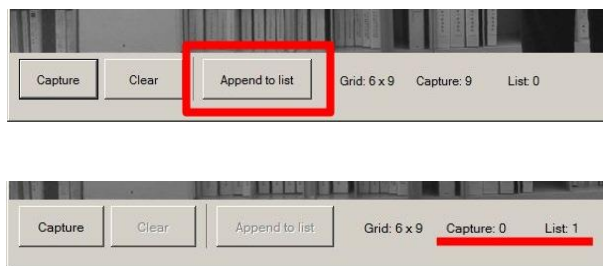 Capture Clear Append to list Grid: 6 x 9 Capture: 9 List: 0
Capture Clear Append to list Grid: 6 x 9 Capture: 0 List: 1